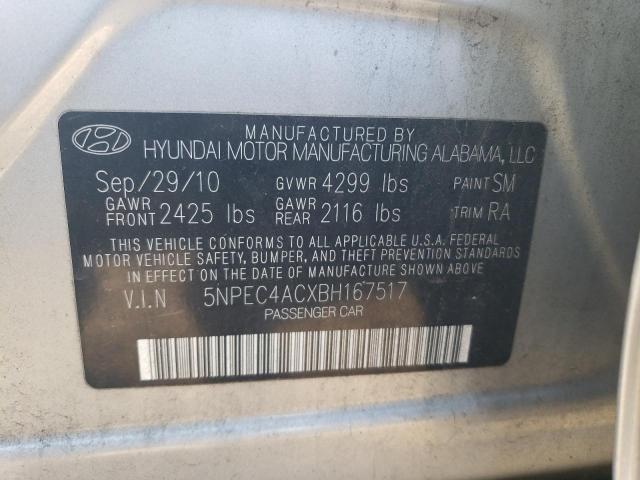 MANUFACTURED BY
HYUNDAI MOTOR MANUFACTURING ALABAMA, LLC
Sep/29/10 GVWR 4299 lbs PAINT SM
GAWR FRONT 2425 lbs GAWR REAR 2116 lbs TRIM RA
THIS VEHICLE CONFORMS TO ALL APPLICABLE U.S.A. FEDERAL
MOTOR VEHICLE SAFETY, BUMPER, AND THEFT PREVENTION
STANDARDS IN EFFECT ON THE DATE OF MANUFACTURE SHOWN ABOVE.
V.I.N 5NPEC4ACXBH167517
PASSENGER CAR